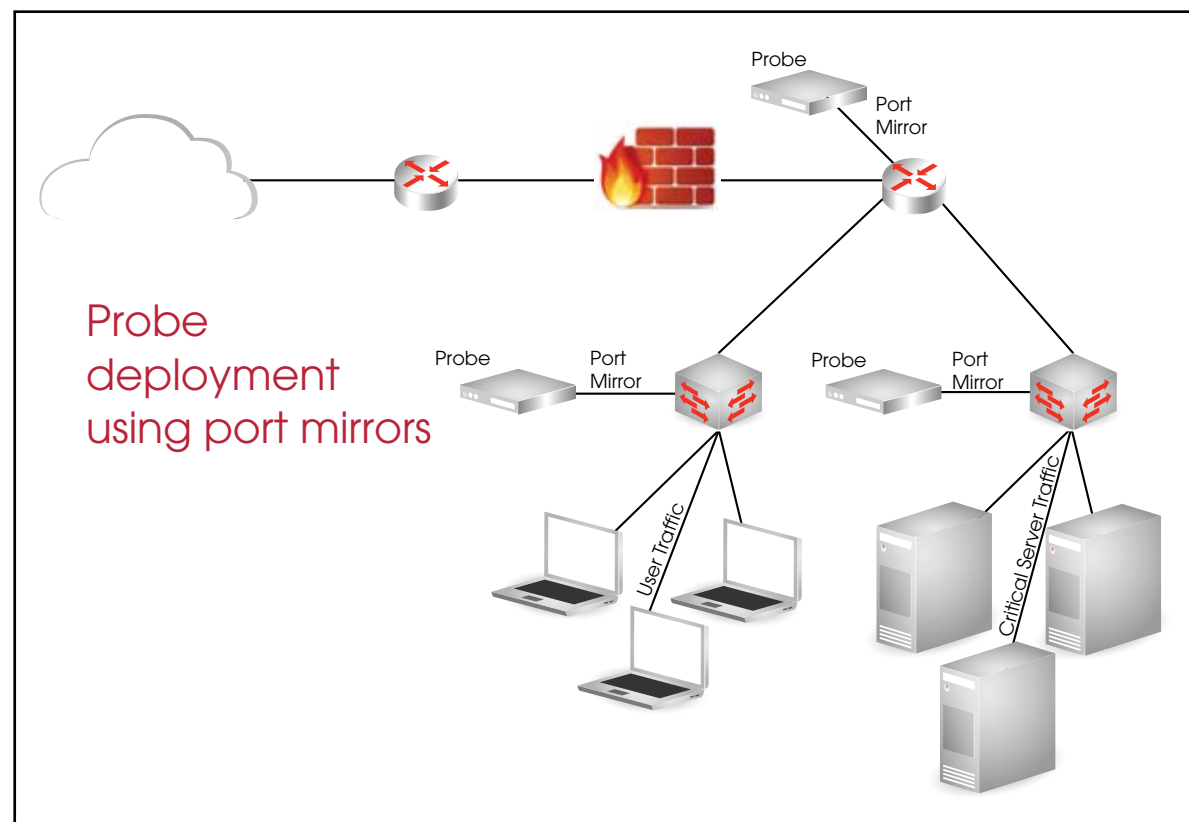 Probe
Port
Mirror
Probe
deployment
using port mirrors
Probe
Port
Mirror
Probe
Port
Mirror
User Traffic
Critical Server Traffic